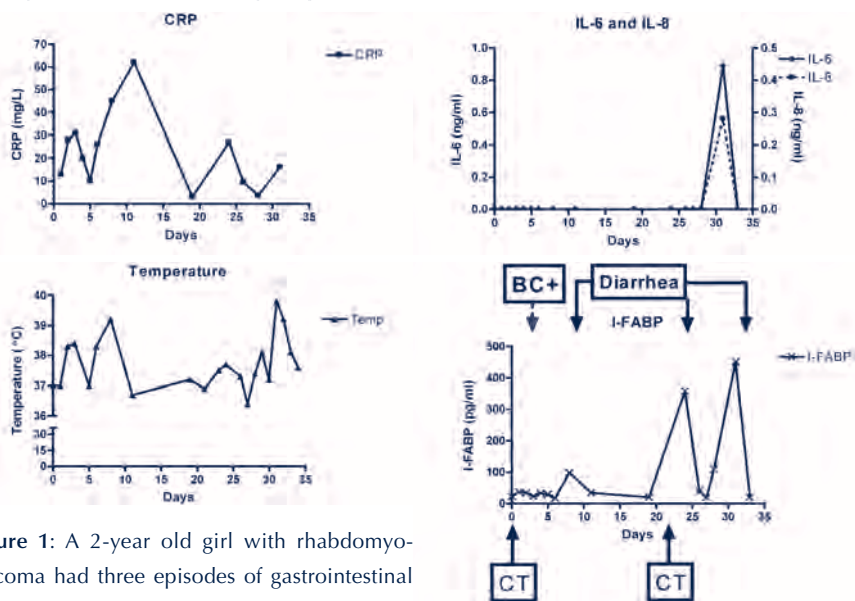 CRP
70
60
50
40
30
20
10
0
CRP (mg/L)
0 5 10 15 20 25 30 35
Days
CRP
IL-6 and IL-8
1.0
0.8
0.6
0.4
0.2
0.0
IL-6 (ng/ml)
0 5 10 15 20 25 30 35
Days
0.5
0.4
0.3
0.2
0.1
0.0
IL-8 (ng/ml)
IL-6
IL-8
Temperature
40
39
38
37
36
30
15
0
Temperature (°C)
0 5 10 15 20 25 30 35
Days
Temp
BC+
Diarrhea
I-FABP
500
400
300
200
100
0
I-FABP (pg/ml)
0 5 10 15 20 25 30 35
Days
I-FABP
CT
CT
ure 1: A 2-year old girl with rhabdomyo-
coma had three episodes of gastrointestinal